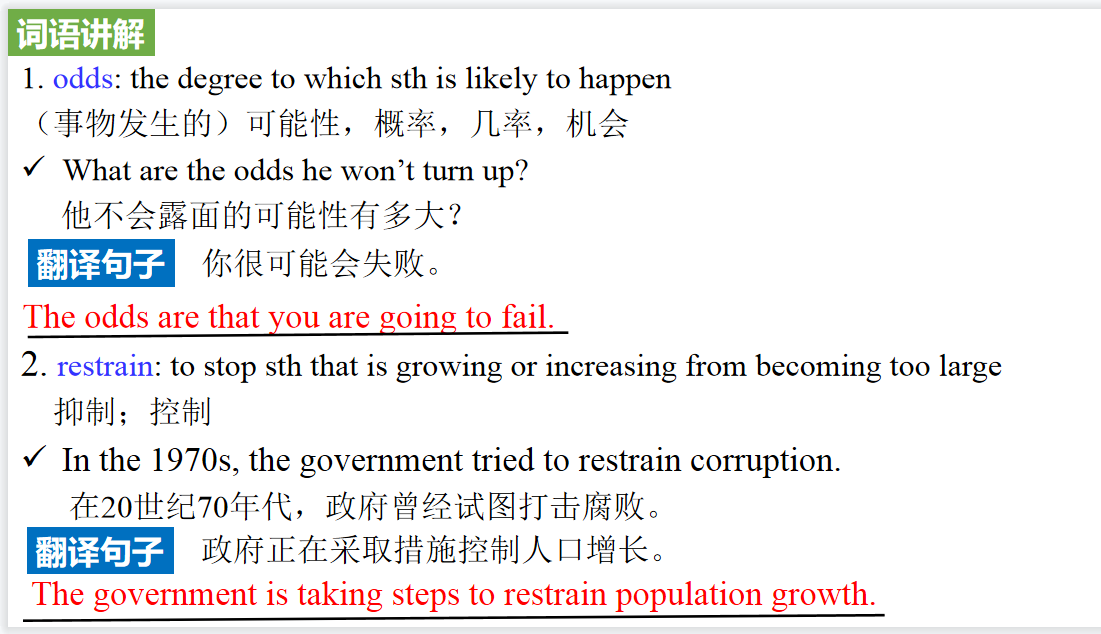 词语讲解
1. odds: the degree to which sth is likely to happen
（事物发生的）可能性，概率，几率，机会
✓ What are the odds he won’t turn up?
他不会露面的可能性有多大？
翻译句子 你很可能会失败。
The odds are that you are going to fail.
2. restrain: to stop sth that is growing or increasing from becoming too large
抑制；控制
✓ In the 1970s, the government tried to restrain corruption.
在20世纪70年代，政府曾经试图打击腐败。
翻译句子 政府正在采取措施控制人口增长。
The government is taking steps to restrain population growth.